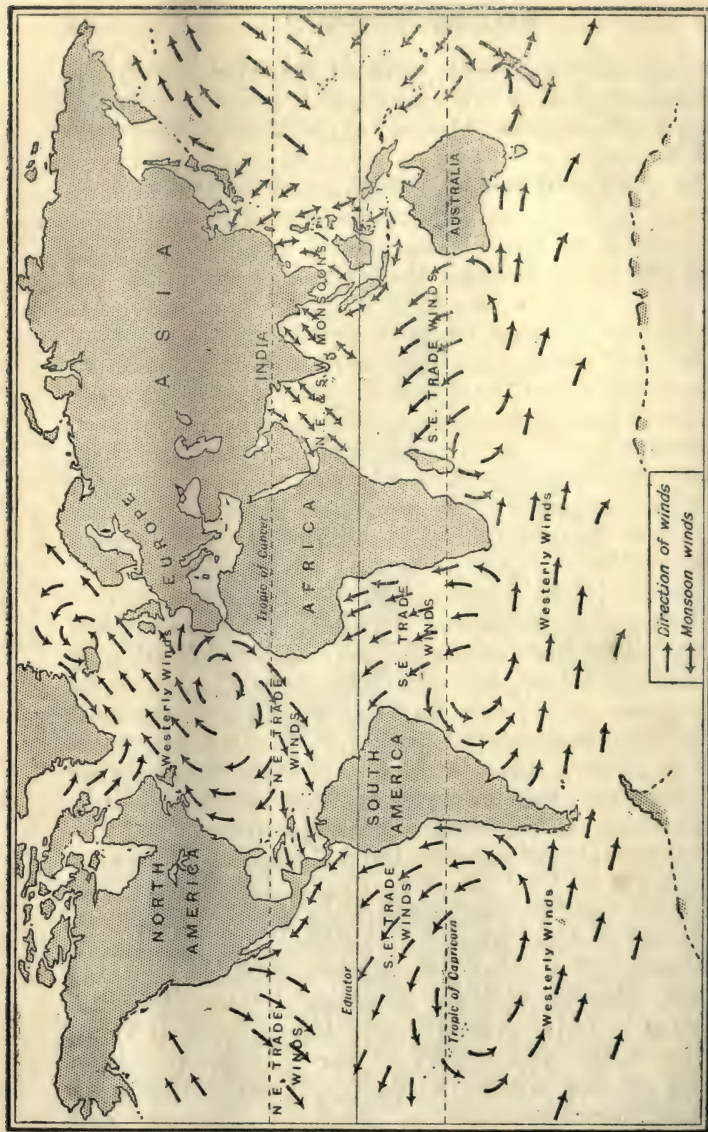 NORTH
AMERICA
EUROPE
ASIA
Westerly Winds
Tropic of Cancer
INDIA
N.E. TRADE
WINDS
N.E. TRADE
WINDS
N.E. & S.W. MONSOONS
AFRICA
Equator
SOUTH
AMERICA
S.E. TRADE
WINDS
S.E. TRADE
WINDS
S.E. TRADE WINDS
AUSTRALIA
Tropic of Capricorn
Westerly Winds
Westerly Winds
Direction of winds
Monsoon winds